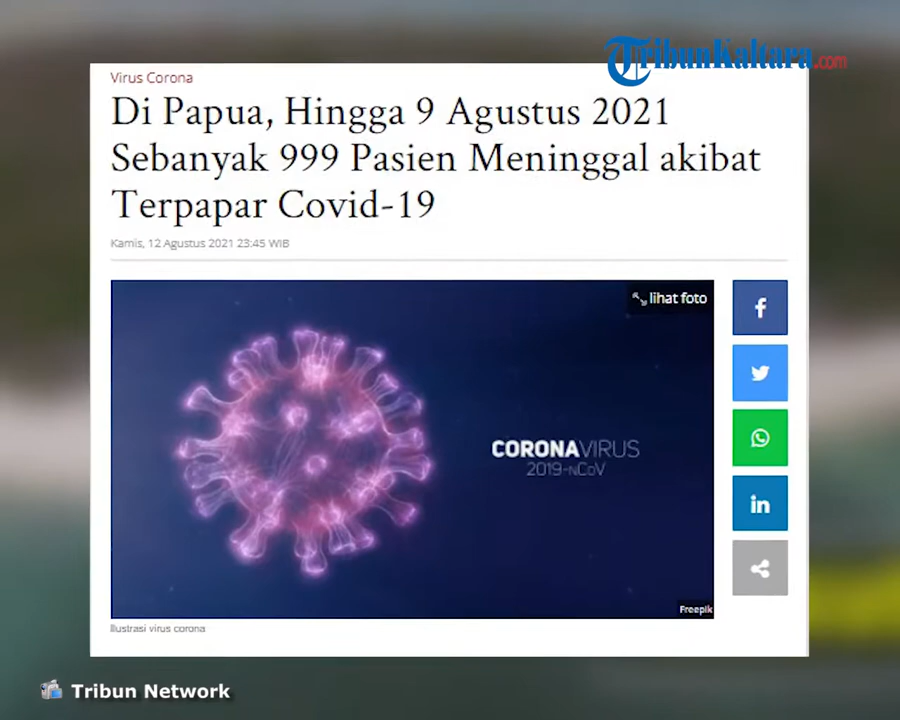 TribunKaltara.com
Virus Corona
Di Papua, Hingga 9 Agustus 2021
Sebanyak 999 Pasien Meninggal akibat
Terpapar Covid-19
Kamis, 12 Agustus 2021 23:45 WIB
lihat foto
CORONAVIRUS
2019-nCoV
Freepik
Ilustrasi virus corona
Tribun Network